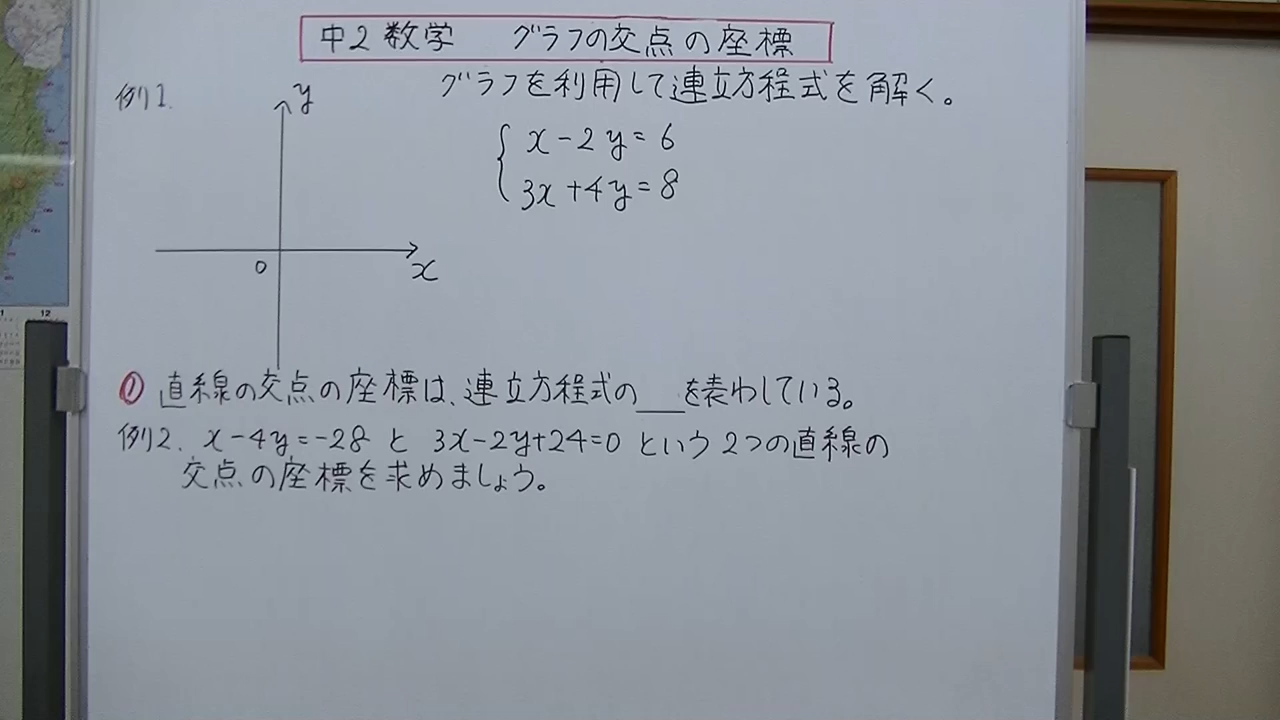 中2 数学 グラフの交点の座標
例1. グラフを利用して連立方程式を解く。
y
x-2y=6
3x+4y=8
0
x
① 直線の交点の座標は、連立方程式の___を表わしている。
例2. x-4y=-28 と 3x-2y+24=0 という 2つの直線の
交点の座標を求めましょう。
12